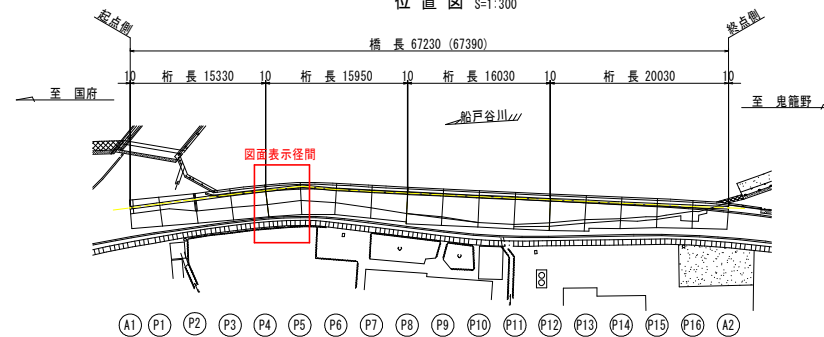 位 置 図 S=1:300
起点側
終点側
橋 長 67230 (67390)
10 桁 長 15330 10 桁 長 15950 10 桁 長 16030 10 桁 長 20030 10
至 国府
船戸谷川
至 鬼籠野
図面表示径間
A1 P1 P2 P3 P4 P5 P6 P7 P8 P9 P10 P11 P12 P13 P14 P15 P16 A2